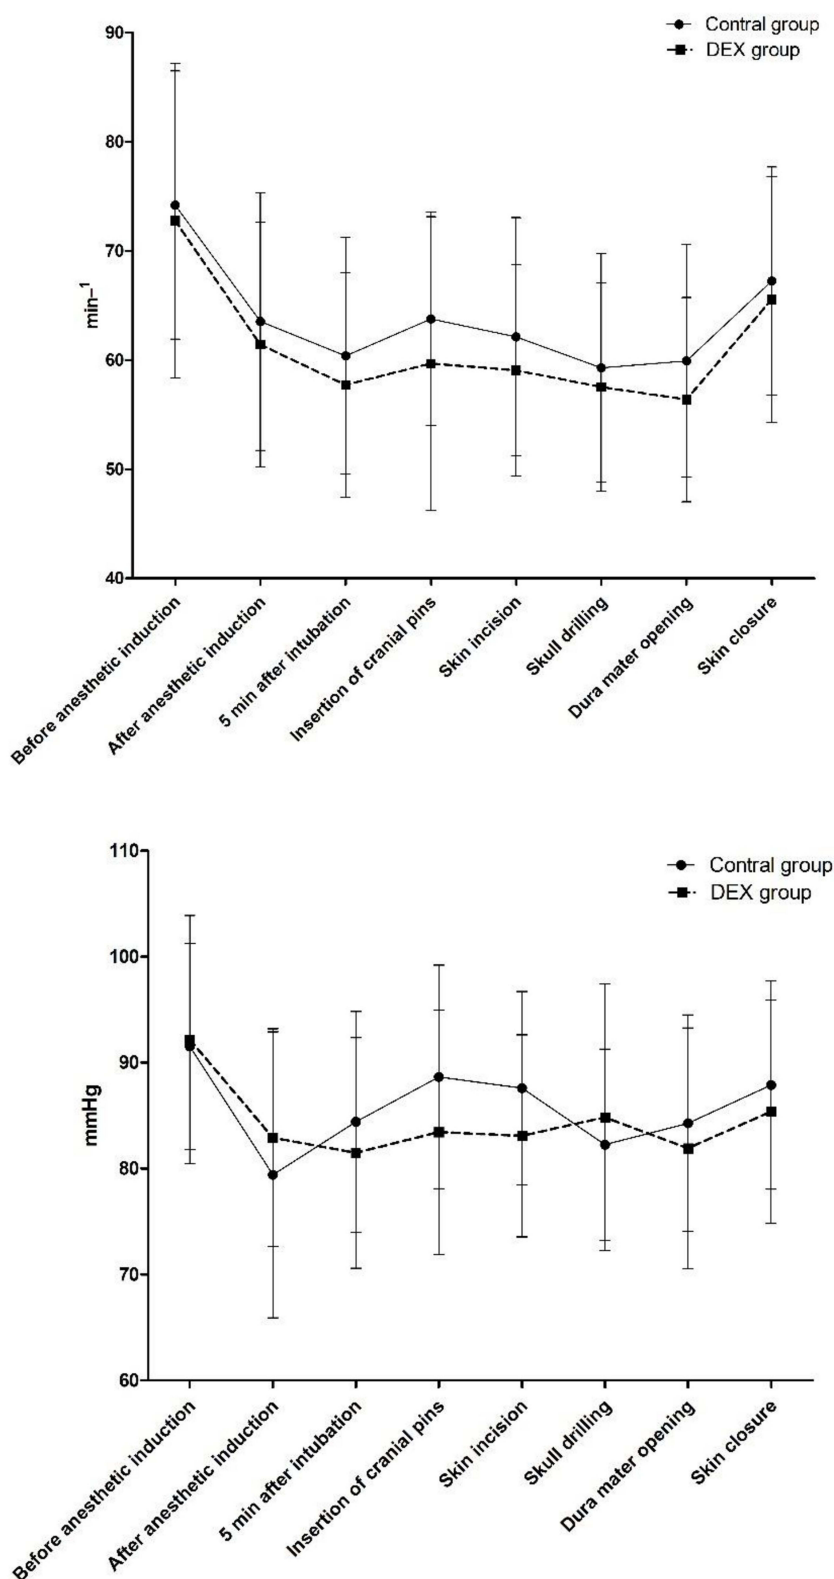 Contral group
DEX group
90
80
70
60
50
40
min–1
Before anesthetic induction
After anesthetic induction
5 min after intubation
Insertion of cranial pins
Skin incision
Skull drilling
Dura mater opening
Skin closure
Contral group
DEX group
110
100
90
80
70
60
mmHg
Before anesthetic induction
After anesthetic induction
5 min after intubation
Insertion of cranial pins
Skin incision
Skull drilling
Dura mater opening
Skin closure